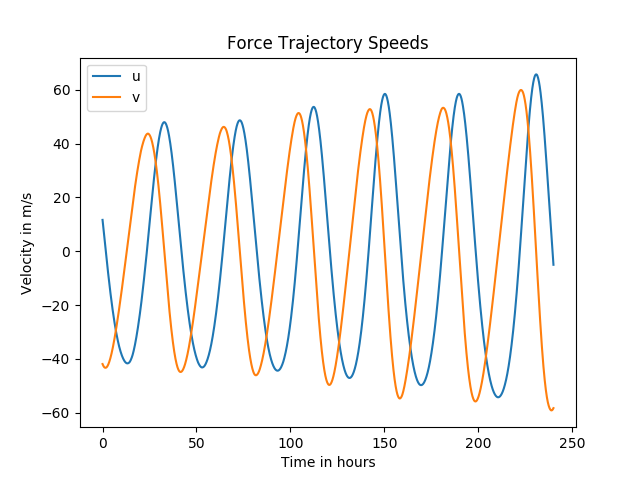 Force Trajectory Speeds
u
v
Velocity in m/s
60
40
20
0
−20
−40
−60
0 50 100 150 200 250
Time in hours